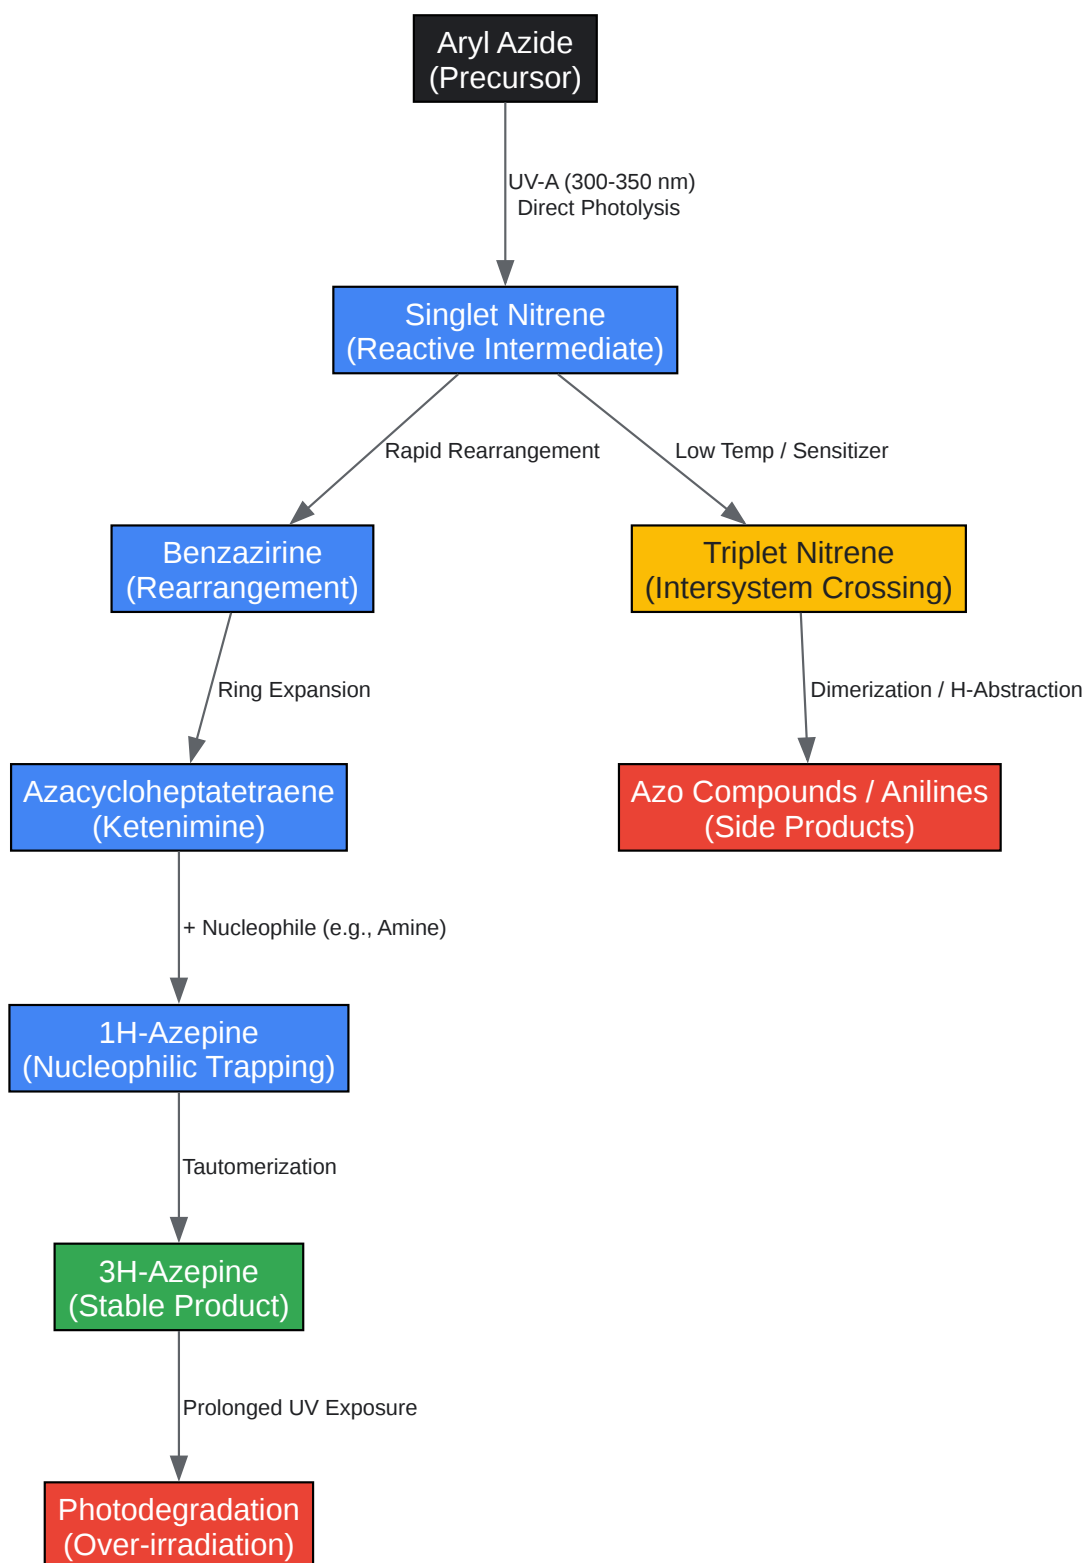 Aryl Azide
(Precursor)
UV-A (300-350 nm)
Direct Photolysis
Singlet Nitrene
(Reactive Intermediate)
Rapid Rearrangement
Low Temp / Sensitizer
Benzazirine
(Rearrangement)
Triplet Nitrene
(Intersystem Crossing)
Ring Expansion
Dimerization / H-Abstraction
Azacycloheptatetraene
(Ketenimine)
Azo Compounds / Anilines
(Side Products)
+ Nucleophile (e.g., Amine)
1H-Azepine
(Nucleophilic Trapping)
Tautomerization
3H-Azepine
(Stable Product)
Prolonged UV Exposure
Photodegradation
(Over-irradiation)